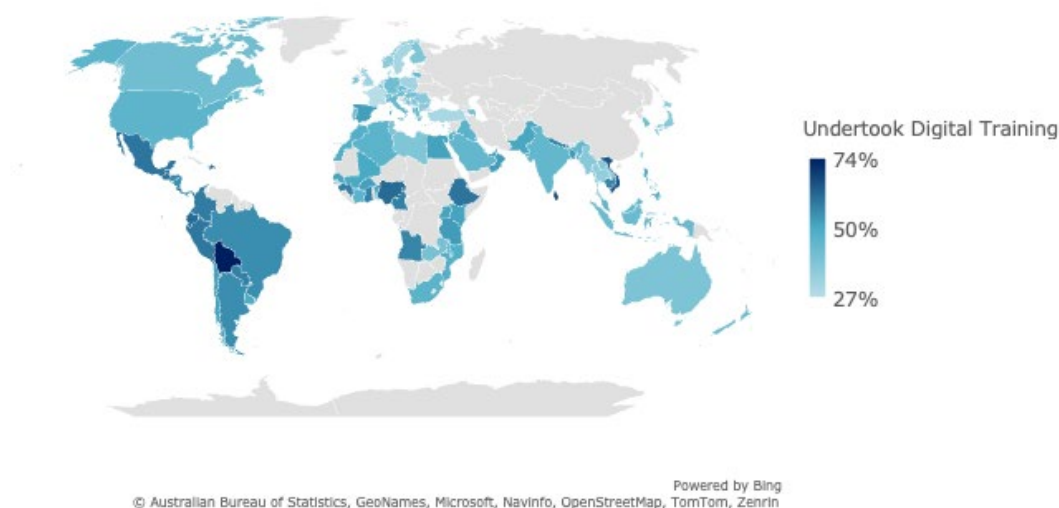 Undertook Digital Training
74%
50%
27%
Powered by Bing
© Australian Bureau of Statistics, GeoNames, Microsoft, Navinfo, OpenStreetMap, TomTom, Zenrin